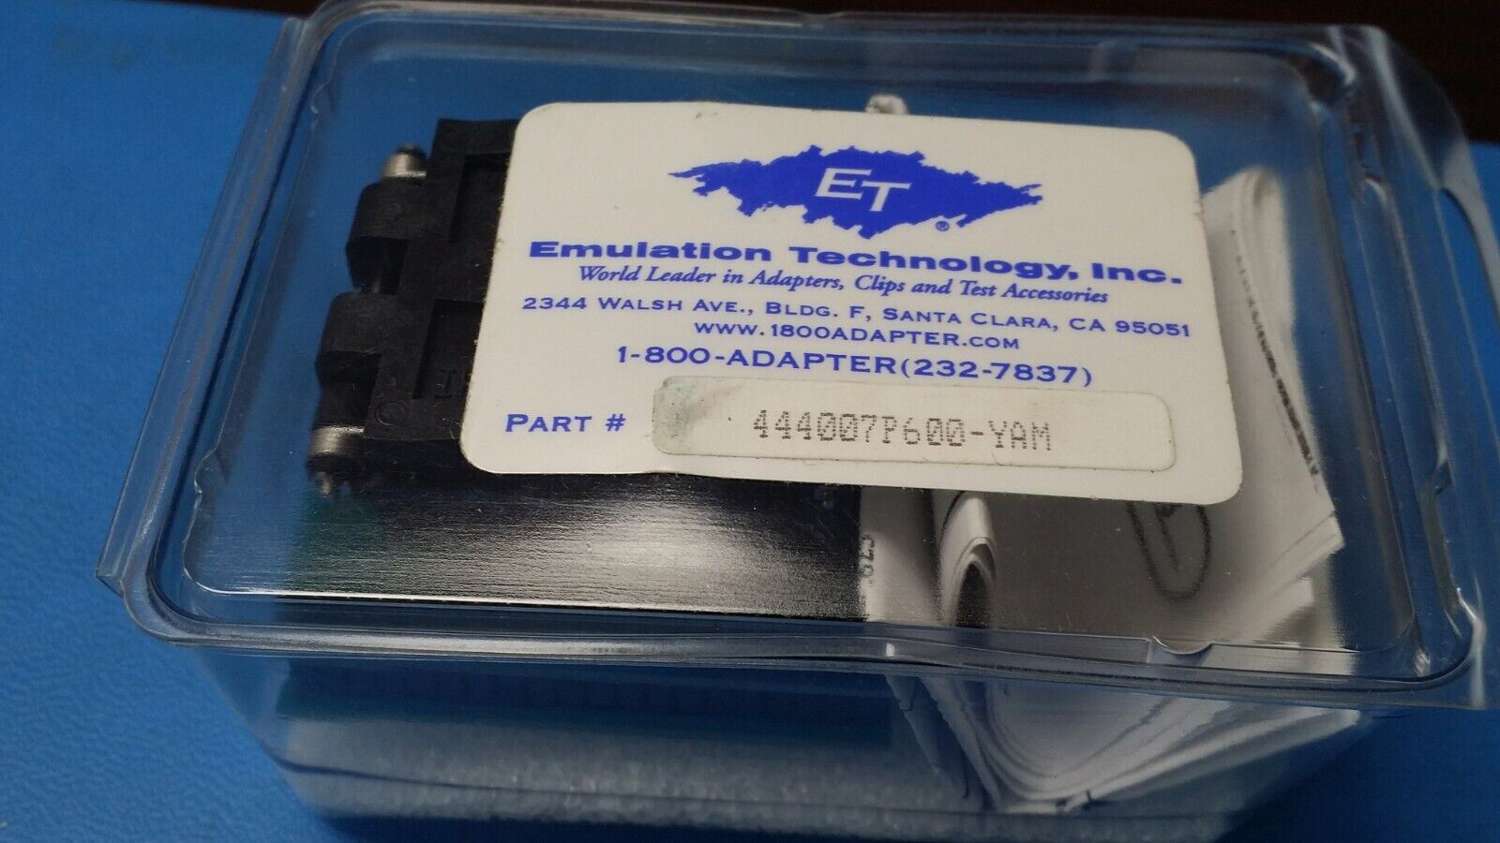 ET®
Emulation Technology, Inc.
World Leader in Adapters, Clips and Test Accessories
2344 Walsh Ave., Bldg. F, Santa Clara, CA 95051
www.1800adapter.com
1-800-ADAPTER(232-7837)
Part # 444007P600-YAM